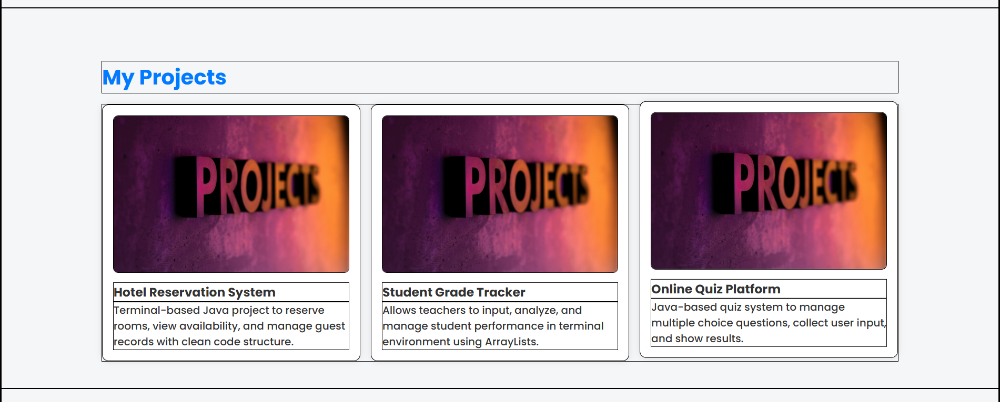 My Projects
PROJECTS
Hotel Reservation System
Terminal-based Java project to reserve
rooms, view availability, and manage guest
records with clean code structure.
PROJECTS
Student Grade Tracker
Allows teachers to input, analyze, and
manage student performance in terminal
environment using ArrayLists.
PROJECTS
Online Quiz Platform
Java-based quiz system to manage
multiple choice questions, collect user input,
and show results.